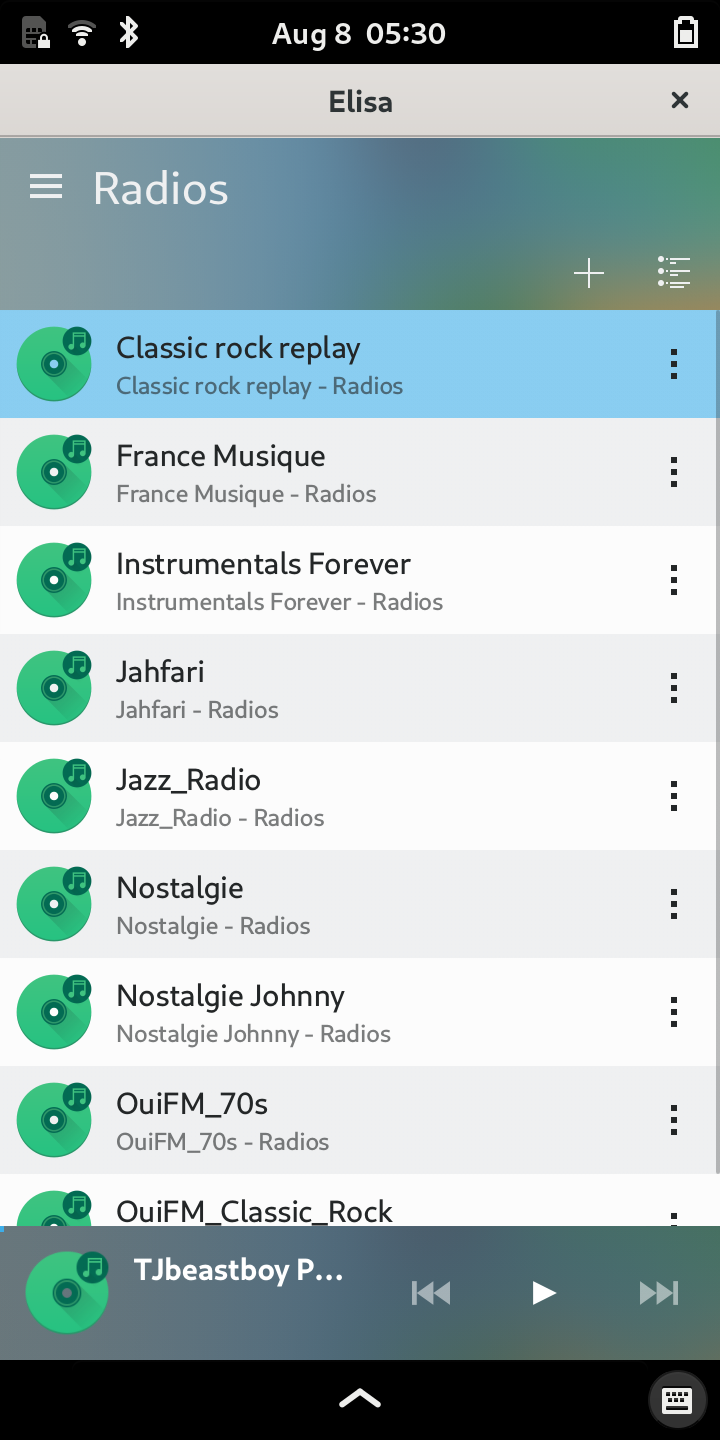 Aug 8 05:30
Elisa
Radios
Classic rock replay
Classic rock replay - Radios
France Musique
France Musique - Radios
Instrumentals Forever
Instrumentals Forever - Radios
Jahfari
Jahfari - Radios
Jazz_Radio
Jazz_Radio - Radios
Nostalgie
Nostalgie - Radios
Nostalgie Johnny
Nostalgie Johnny - Radios
OuiFM_70s
OuiFM_70s - Radios
OuiFM_Classic_Rock
TJbeastboy P...